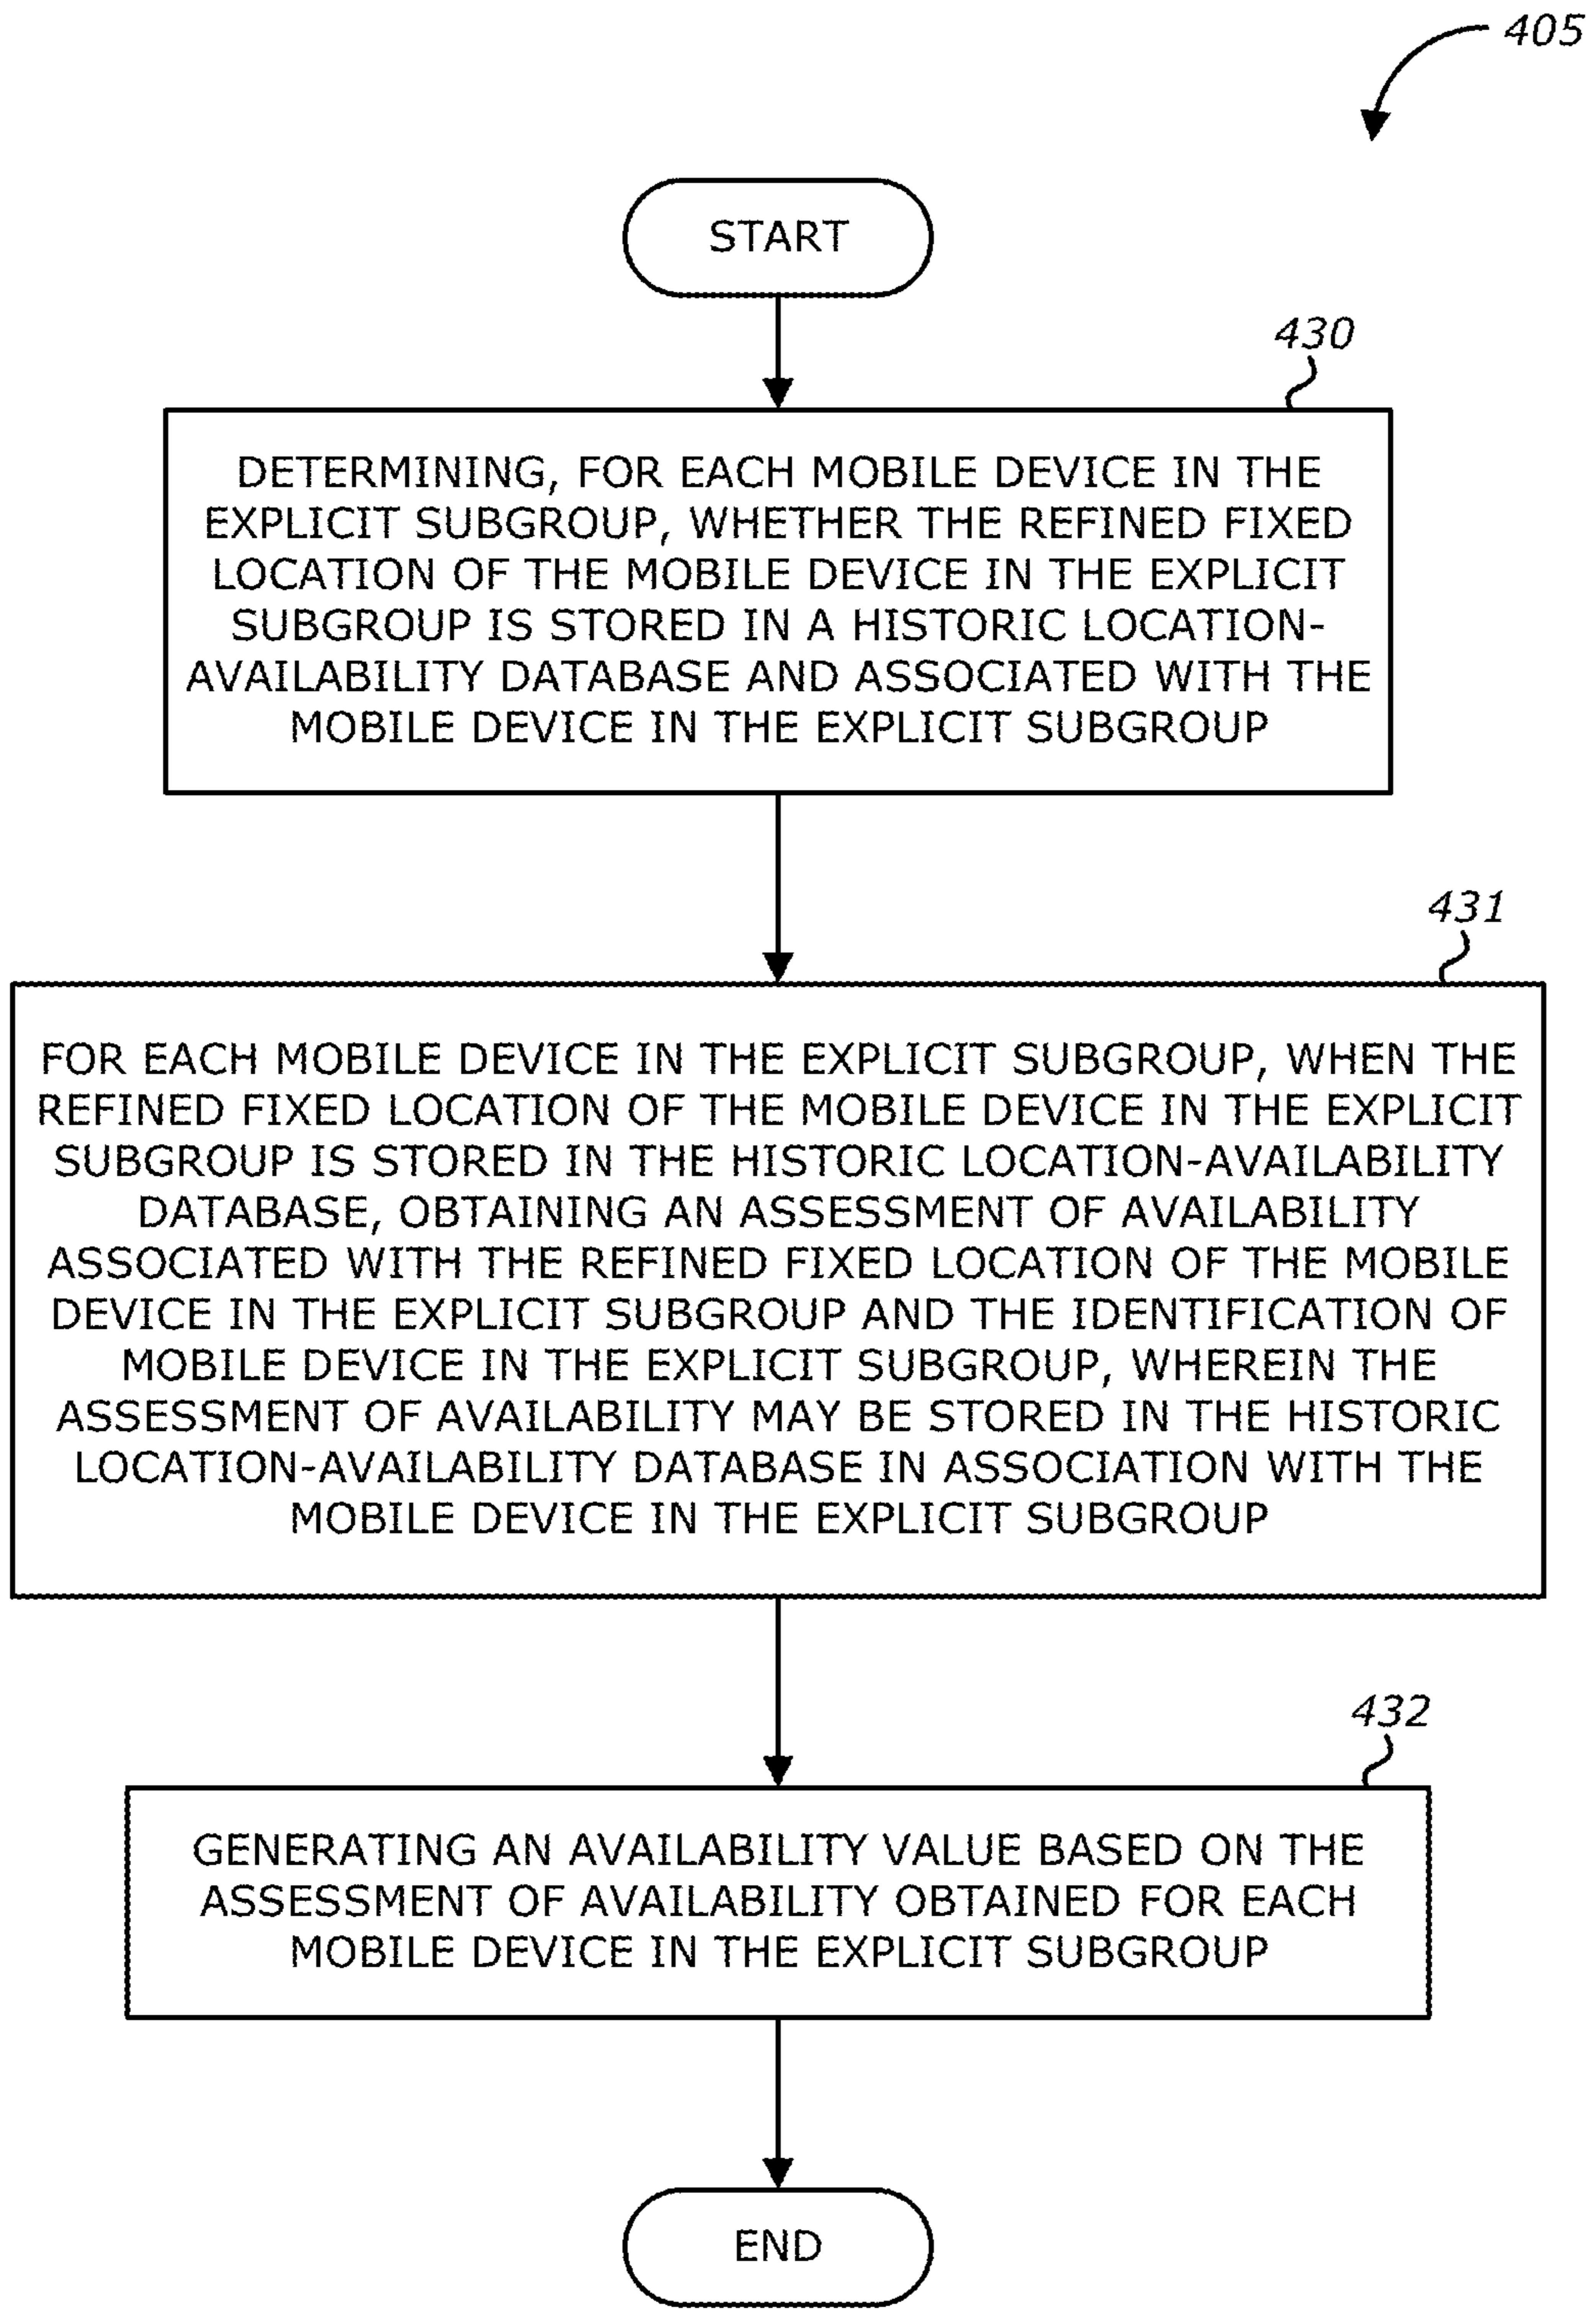 405
START
430
DETERMINING, FOR EACH MOBILE DEVICE IN THE
EXPLICIT SUBGROUP, WHETHER THE REFINED FIXED
LOCATION OF THE MOBILE DEVICE IN THE EXPLICIT
SUBGROUP IS STORED IN A HISTORIC LOCATION-
AVAILABILITY DATABASE AND ASSOCIATED WITH THE
MOBILE DEVICE IN THE EXPLICIT SUBGROUP
431
FOR EACH MOBILE DEVICE IN THE EXPLICIT SUBGROUP, WHEN THE
REFINED FIXED LOCATION OF THE MOBILE DEVICE IN THE EXPLICIT
SUBGROUP IS STORED IN THE HISTORIC LOCATION-AVAILABILITY
DATABASE, OBTAINING AN ASSESSMENT OF AVAILABILITY
ASSOCIATED WITH THE REFINED FIXED LOCATION OF THE MOBILE
DEVICE IN THE EXPLICIT SUBGROUP AND THE IDENTIFICATION OF
MOBILE DEVICE IN THE EXPLICIT SUBGROUP, WHEREIN THE
ASSESSMENT OF AVAILABILITY MAY BE STORED IN THE HISTORIC
LOCATION-AVAILABILITY DATABASE IN ASSOCIATION WITH THE
MOBILE DEVICE IN THE EXPLICIT SUBGROUP
432
GENERATING AN AVAILABILITY VALUE BASED ON THE
ASSESSMENT OF AVAILABILITY OBTAINED FOR EACH
MOBILE DEVICE IN THE EXPLICIT SUBGROUP
END